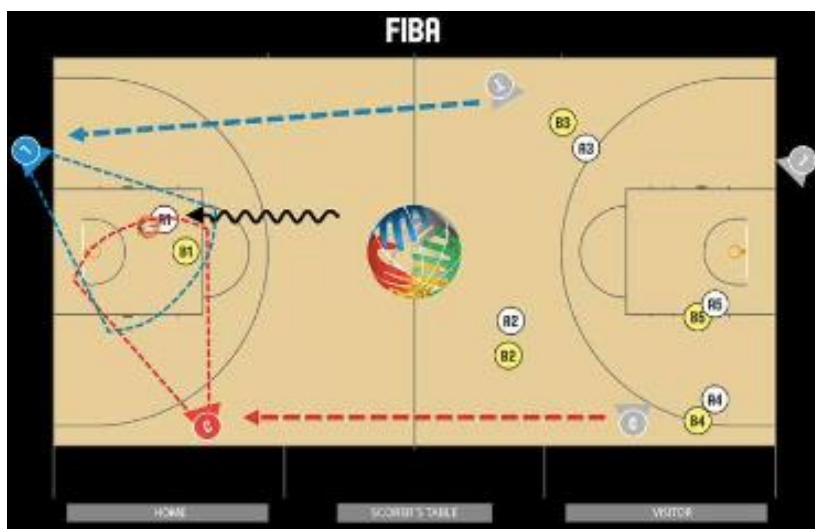 FIBA
B3
A3
A1
B1
A2
B2
A5
B5
A4
B4
C
C
HOME
SCORER'S TABLE
VISITOR